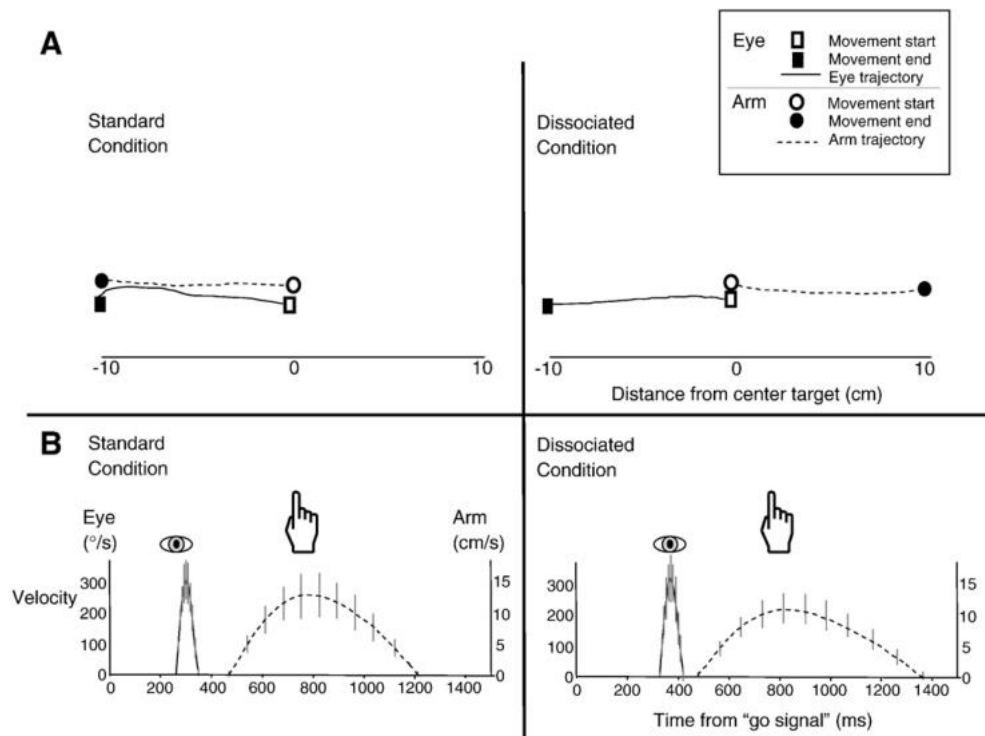 A
Eye
Movement start
Movement end
Eye trajectory
Arm
Movement start
Movement end
Arm trajectory
Standard
Condition
Dissociated
Condition
-10
0
10
-10
0
10
Distance from center target (cm)
B
Standard
Condition
Dissociated
Condition
Eye
(°/s)
Arm
(cm/s)
Velocity
300
200
100
0
15
10
5
0
0 200 400 600 800 1000 1200 1400
300
200
100
0
15
10
5
0
0 200 400 600 800 1000 1200 1400
Time from “go signal” (ms)